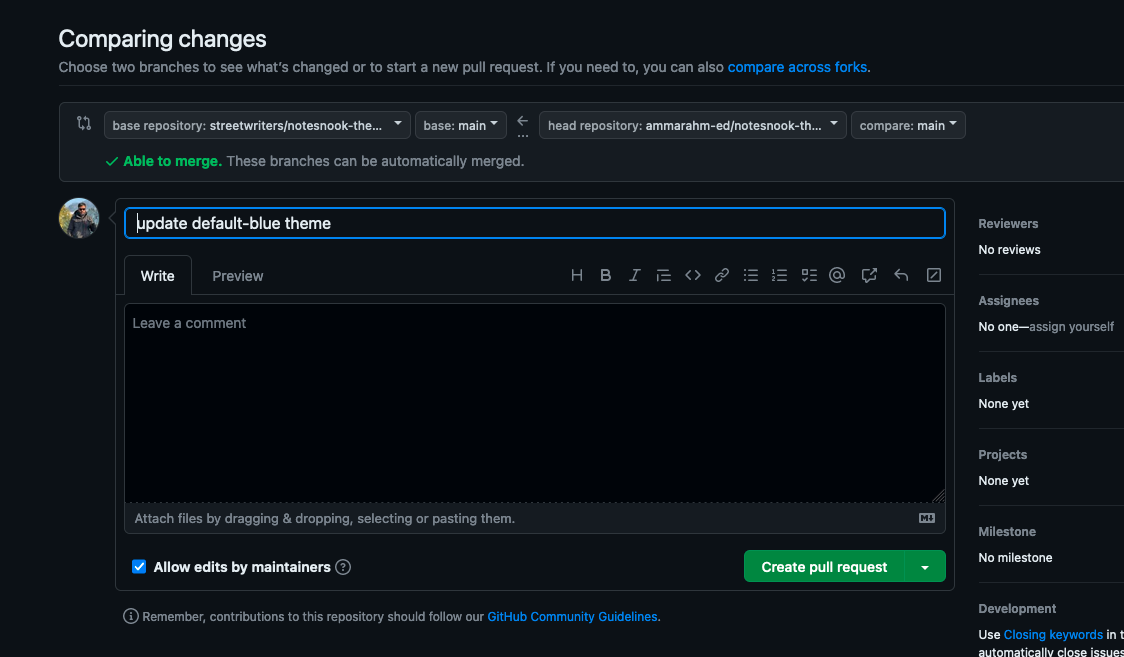 Comparing changes
Choose two branches to see what's changed or to start a new pull request. If you need to, you can also compare across forks.
base repository: streetwriters/notesnook-the... base: main ... head repository: ammarahm-ed/notesnook-th... compare: main
Able to merge. These branches can be automatically merged.
update default-blue theme
Write Preview
Leave a comment
Attach files by dragging & dropping, selecting or pasting them.
Allow edits by maintainers
Create pull request
Remember, contributions to this repository should follow our GitHub Community Guidelines.
Reviewers
No reviews
Assignees
No one—assign yourself
Labels
None yet
Projects
None yet
Milestone
No milestone
Development
Use Closing keywords in t
automatically close issues